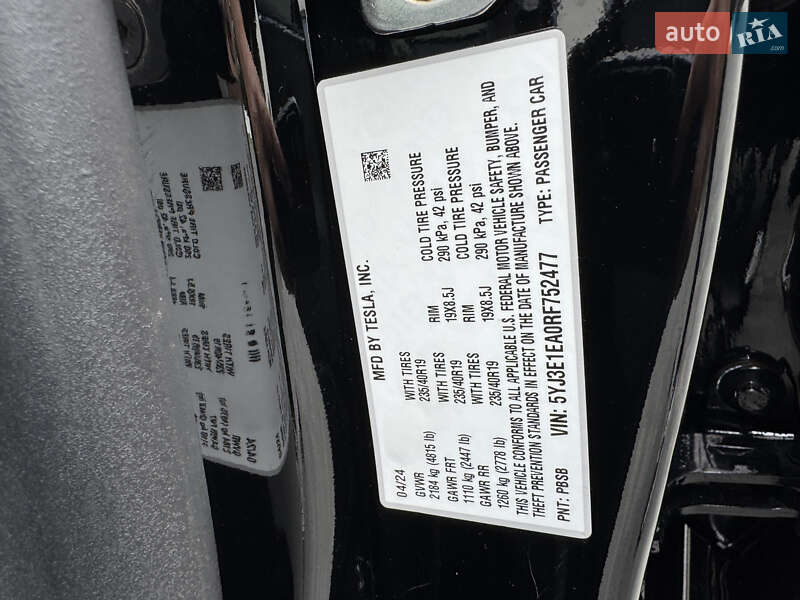 auto RIA.com
MFD BY TESLA, INC.
04/24
GVWR WITH TIRES RIM COLD TIRE PRESSURE
2184 kg (4815 lb) 235/40R19 19X8.5J 290 kPa, 42 psi
GAWR FRT WITH TIRES RIM COLD TIRE PRESSURE
1110 kg (2447 lb) 235/40R19 19X8.5J 290 kPa, 42 psi
GAWR RR WITH TIRES
1260 kg (2778 lb) 235/40R19
THIS VEHICLE CONFORMS TO ALL APPLICABLE U.S. FEDERAL MOTOR VEHICLE SAFETY, BUMPER, AND
THEFT PREVENTION STANDARDS IN EFFECT ON THE DATE OF MANUFACTURE SHOWN ABOVE.
VIN: 5YJ3E1EA0RF752477 TYPE: PASSENGER CAR
PNT: PBSB